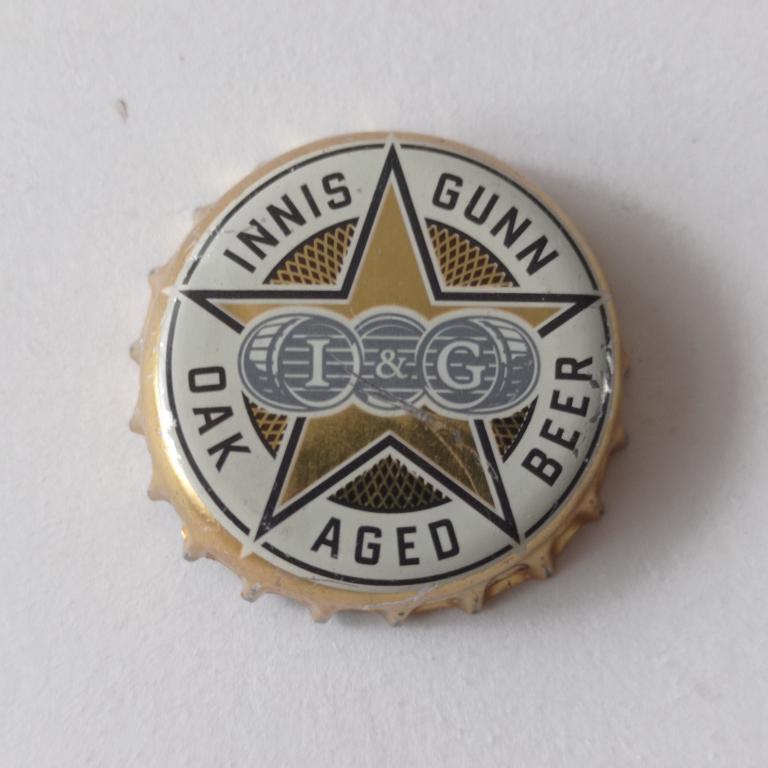 INNIS
GUNN
I & G
OAK
AGED
BEER